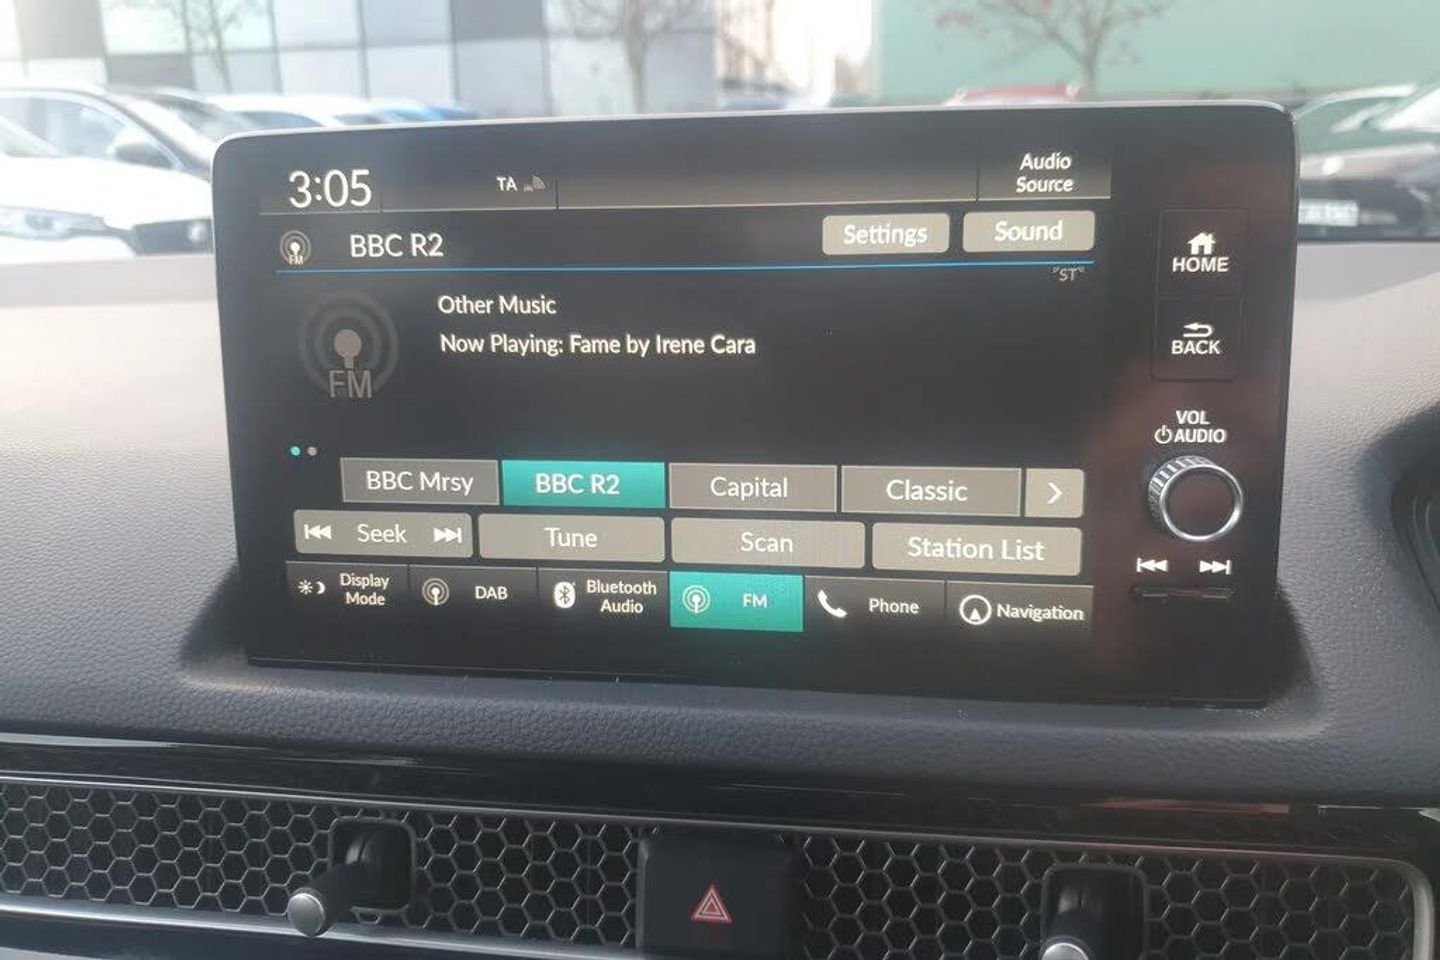 3:05
TA
Audio
Source
FM
BBC R2
Settings
Sound
"ST"
Other Music
Now Playing: Fame by Irene Cara
FM
HOME
BACK
VOL
AUDIO
BBC Mrsy
BBC R2
Capital
Classic
Seek
Tune
Scan
Station List
Display
Mode
DAB
Bluetooth
Audio
FM
Phone
Navigation